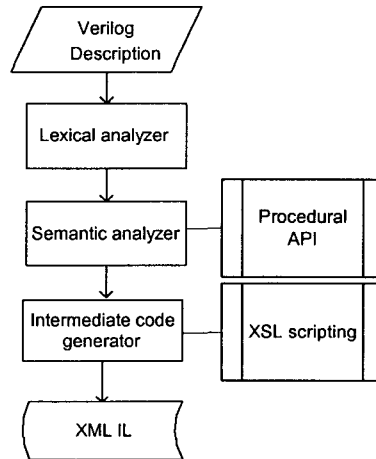 Verilog
Description
Lexical analyzer
Semantic analyzer
Procedural
API
Intermediate code
generator
XSL scripting
XML IL